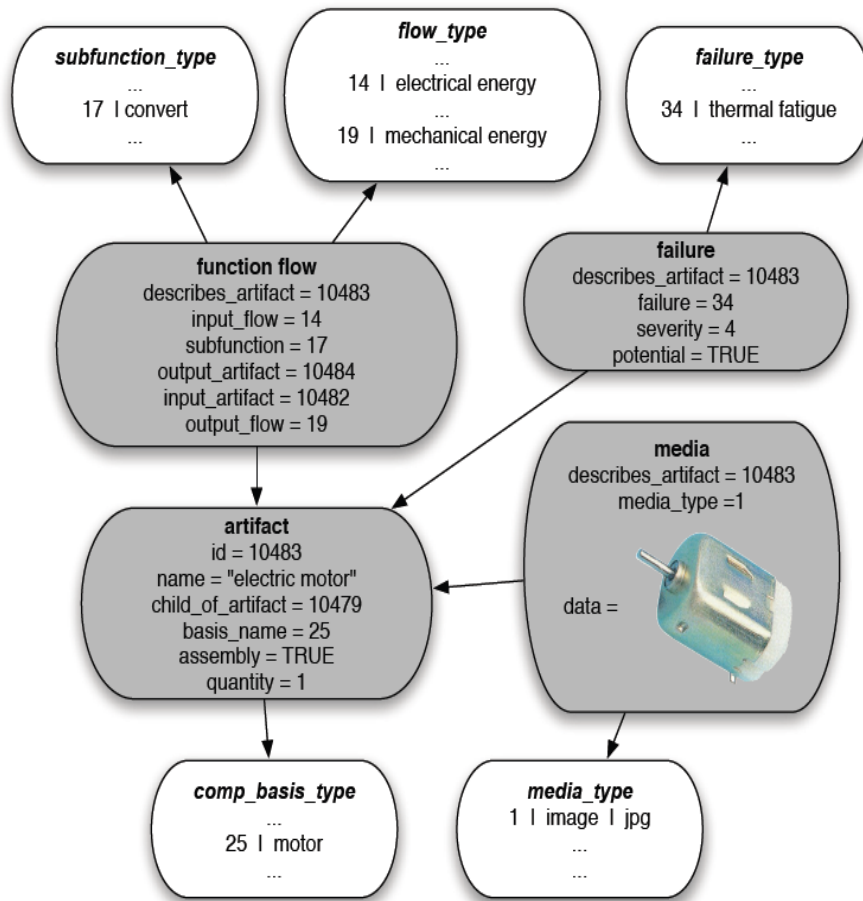 subfunction_type
...
17 | convert
...
flow_type
...
14 | electrical energy
...
19 | mechanical energy
...
failure_type
...
34 | thermal fatigue
...
function flow
describes_artifact = 10483
input_flow = 14
subfunction = 17
output_artifact = 10484
input_artifact = 10482
output_flow = 19
failure
describes_artifact = 10483
failure = 34
severity = 4
potential = TRUE
artifact
id = 10483
name = "electric motor"
child_of_artifact = 10479
basis_name = 25
assembly = TRUE
quantity = 1
media
describes_artifact = 10483
media_type =1
data =
comp_basis_type
...
25 | motor
...
media_type
1 | image | jpg
...
...